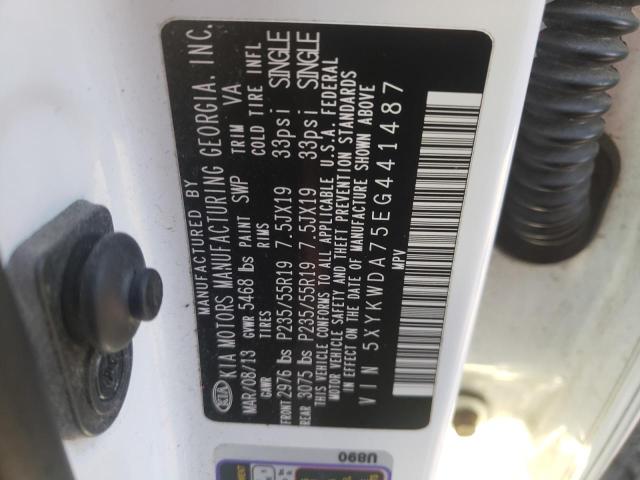 MANUFACTURED BY
KIA KIA MOTORS MANUFACTURING GEORGIA, INC.
MAR/08/13 GVWR 5468 lbs PAINT SWP TRIM VA
GAWR TIRES RIMS COLD TIRE INFL
FRONT 2976 lbs P235/55R19 7.5JX19 33psi SINGLE
REAR 3075 lbs P235/55R19 7.5JX19 33psi SINGLE
THIS VEHICLE CONFORMS TO ALL APPLICABLE U.S.A. FEDERAL
MOTOR VEHICLE SAFETY AND THEFT PREVENTION STANDARDS
IN EFFECT ON THE DATE OF MANUFACTURE SHOWN ABOVE
VIN 5XYKWDA75EG441487
MPV
U890